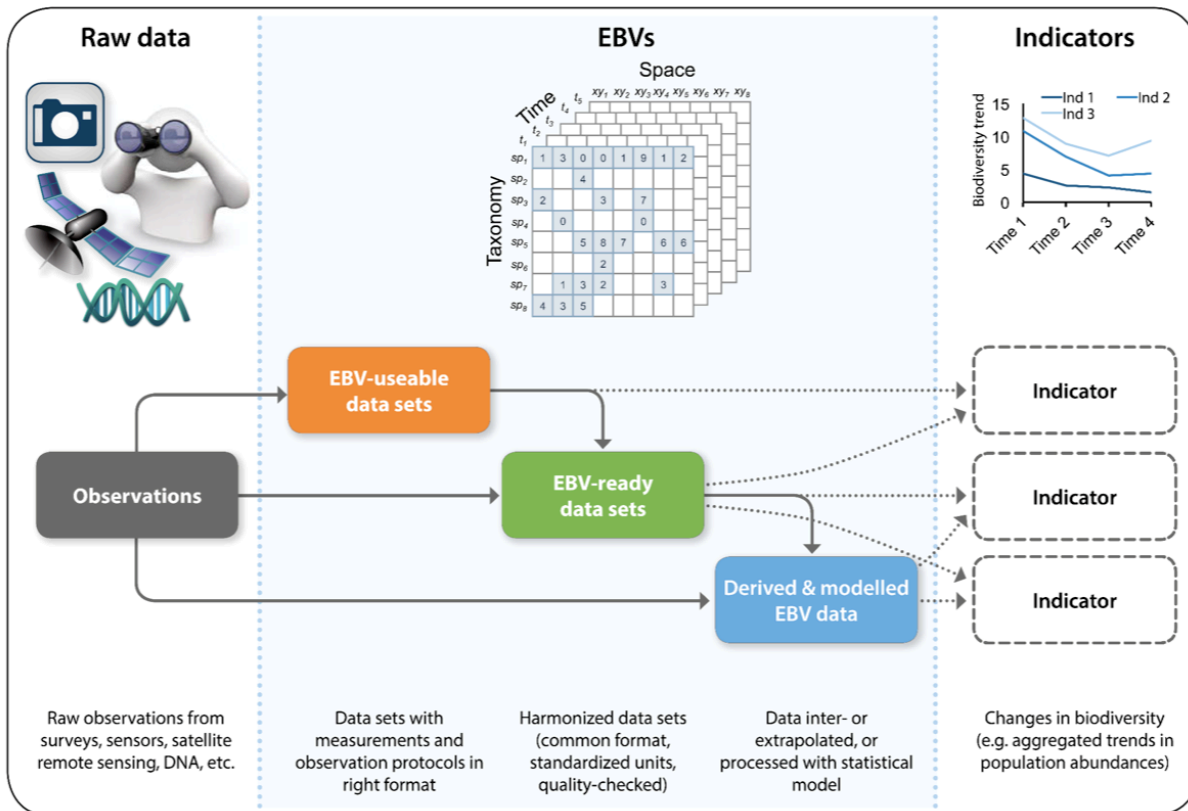 Raw data
EBVs
Indicators
Space
Time
Taxonomy
xy1 xy2 xy3 xy4 xy5 xy6 xy7 xy8
t5
t4
t3
t2
t1
sp1 1 3 0 0 1 9 1 2
sp2 4
sp3 2 3 7
sp4 0 0
sp5 5 8 7 6 6
sp6 2
sp7 1 3 2 3
sp8 4 3 5
Ind 1 Ind 2
Ind 3
Biodiversity trend
15
10
5
0
Time 1 Time 2 Time 3 Time 4
EBV-useable
data sets
Indicator
Observations
EBV-ready
data sets
Indicator
Derived & modelled
EBV data
Indicator
Raw observations from
surveys, sensors, satellite
remote sensing, DNA, etc.
Data sets with
measurements and
observation protocols in
right format
Harmonized data sets
(common format,
standardized units,
quality-checked)
Data inter- or
extrapolated, or
processed with statistical
model
Changes in biodiversity
(e.g. aggregated trends in
population abundances)